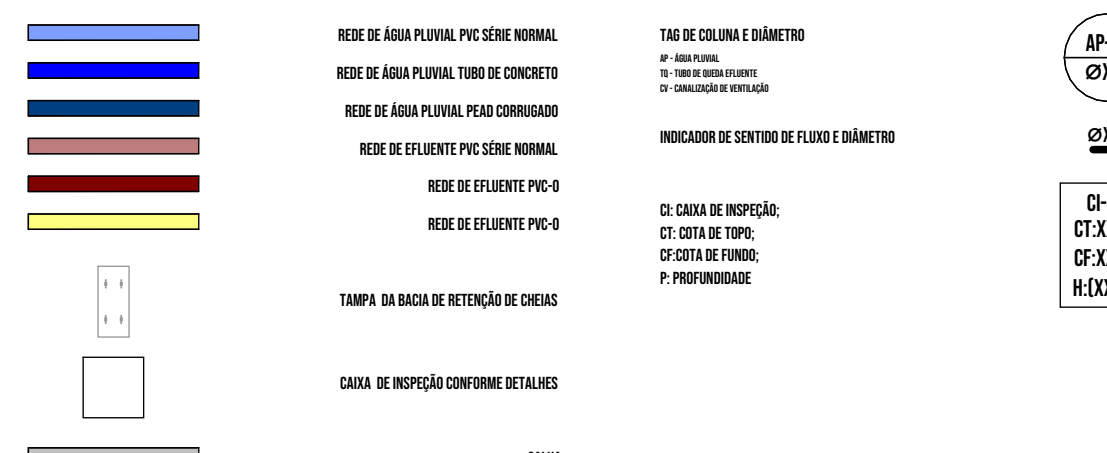 REDE DE ÁGUA PLUVIAL PVC SÉRIE NORMAL
REDE DE ÁGUA PLUVIAL TUBO DE CONCRETO
REDE DE ÁGUA PLUVIAL PEAD CORRUGADO
REDE DE EFLUENTE PVC SÉRIE NORMAL
REDE DE EFLUENTE PVC-O
REDE DE EFLUENTE PVC-O
TAMPA DA BACIA DE RETENÇÃO DE CHEIAS
CAIXA DE INSPEÇÃO CONFORME DETALHES
TAG DE COLUNA E DIÂMETRO
AP - ÁGUA PLUVIAL
TQ - TUBO DE QUEDA EFLUENTE
CV - CANALIZAÇÃO DE VENTILAÇÃO
INDICADOR DE SENTIDO DE FLUXO E DIÂMETRO
CI: CAIXA DE INSPEÇÃO;
CT: COTA DE TOPO;
CF:COTA DE FUNDO;
P: PROFUNDIDADE
AP-
Ø
Ø
CI-
CT:X
CF:X
H:(X